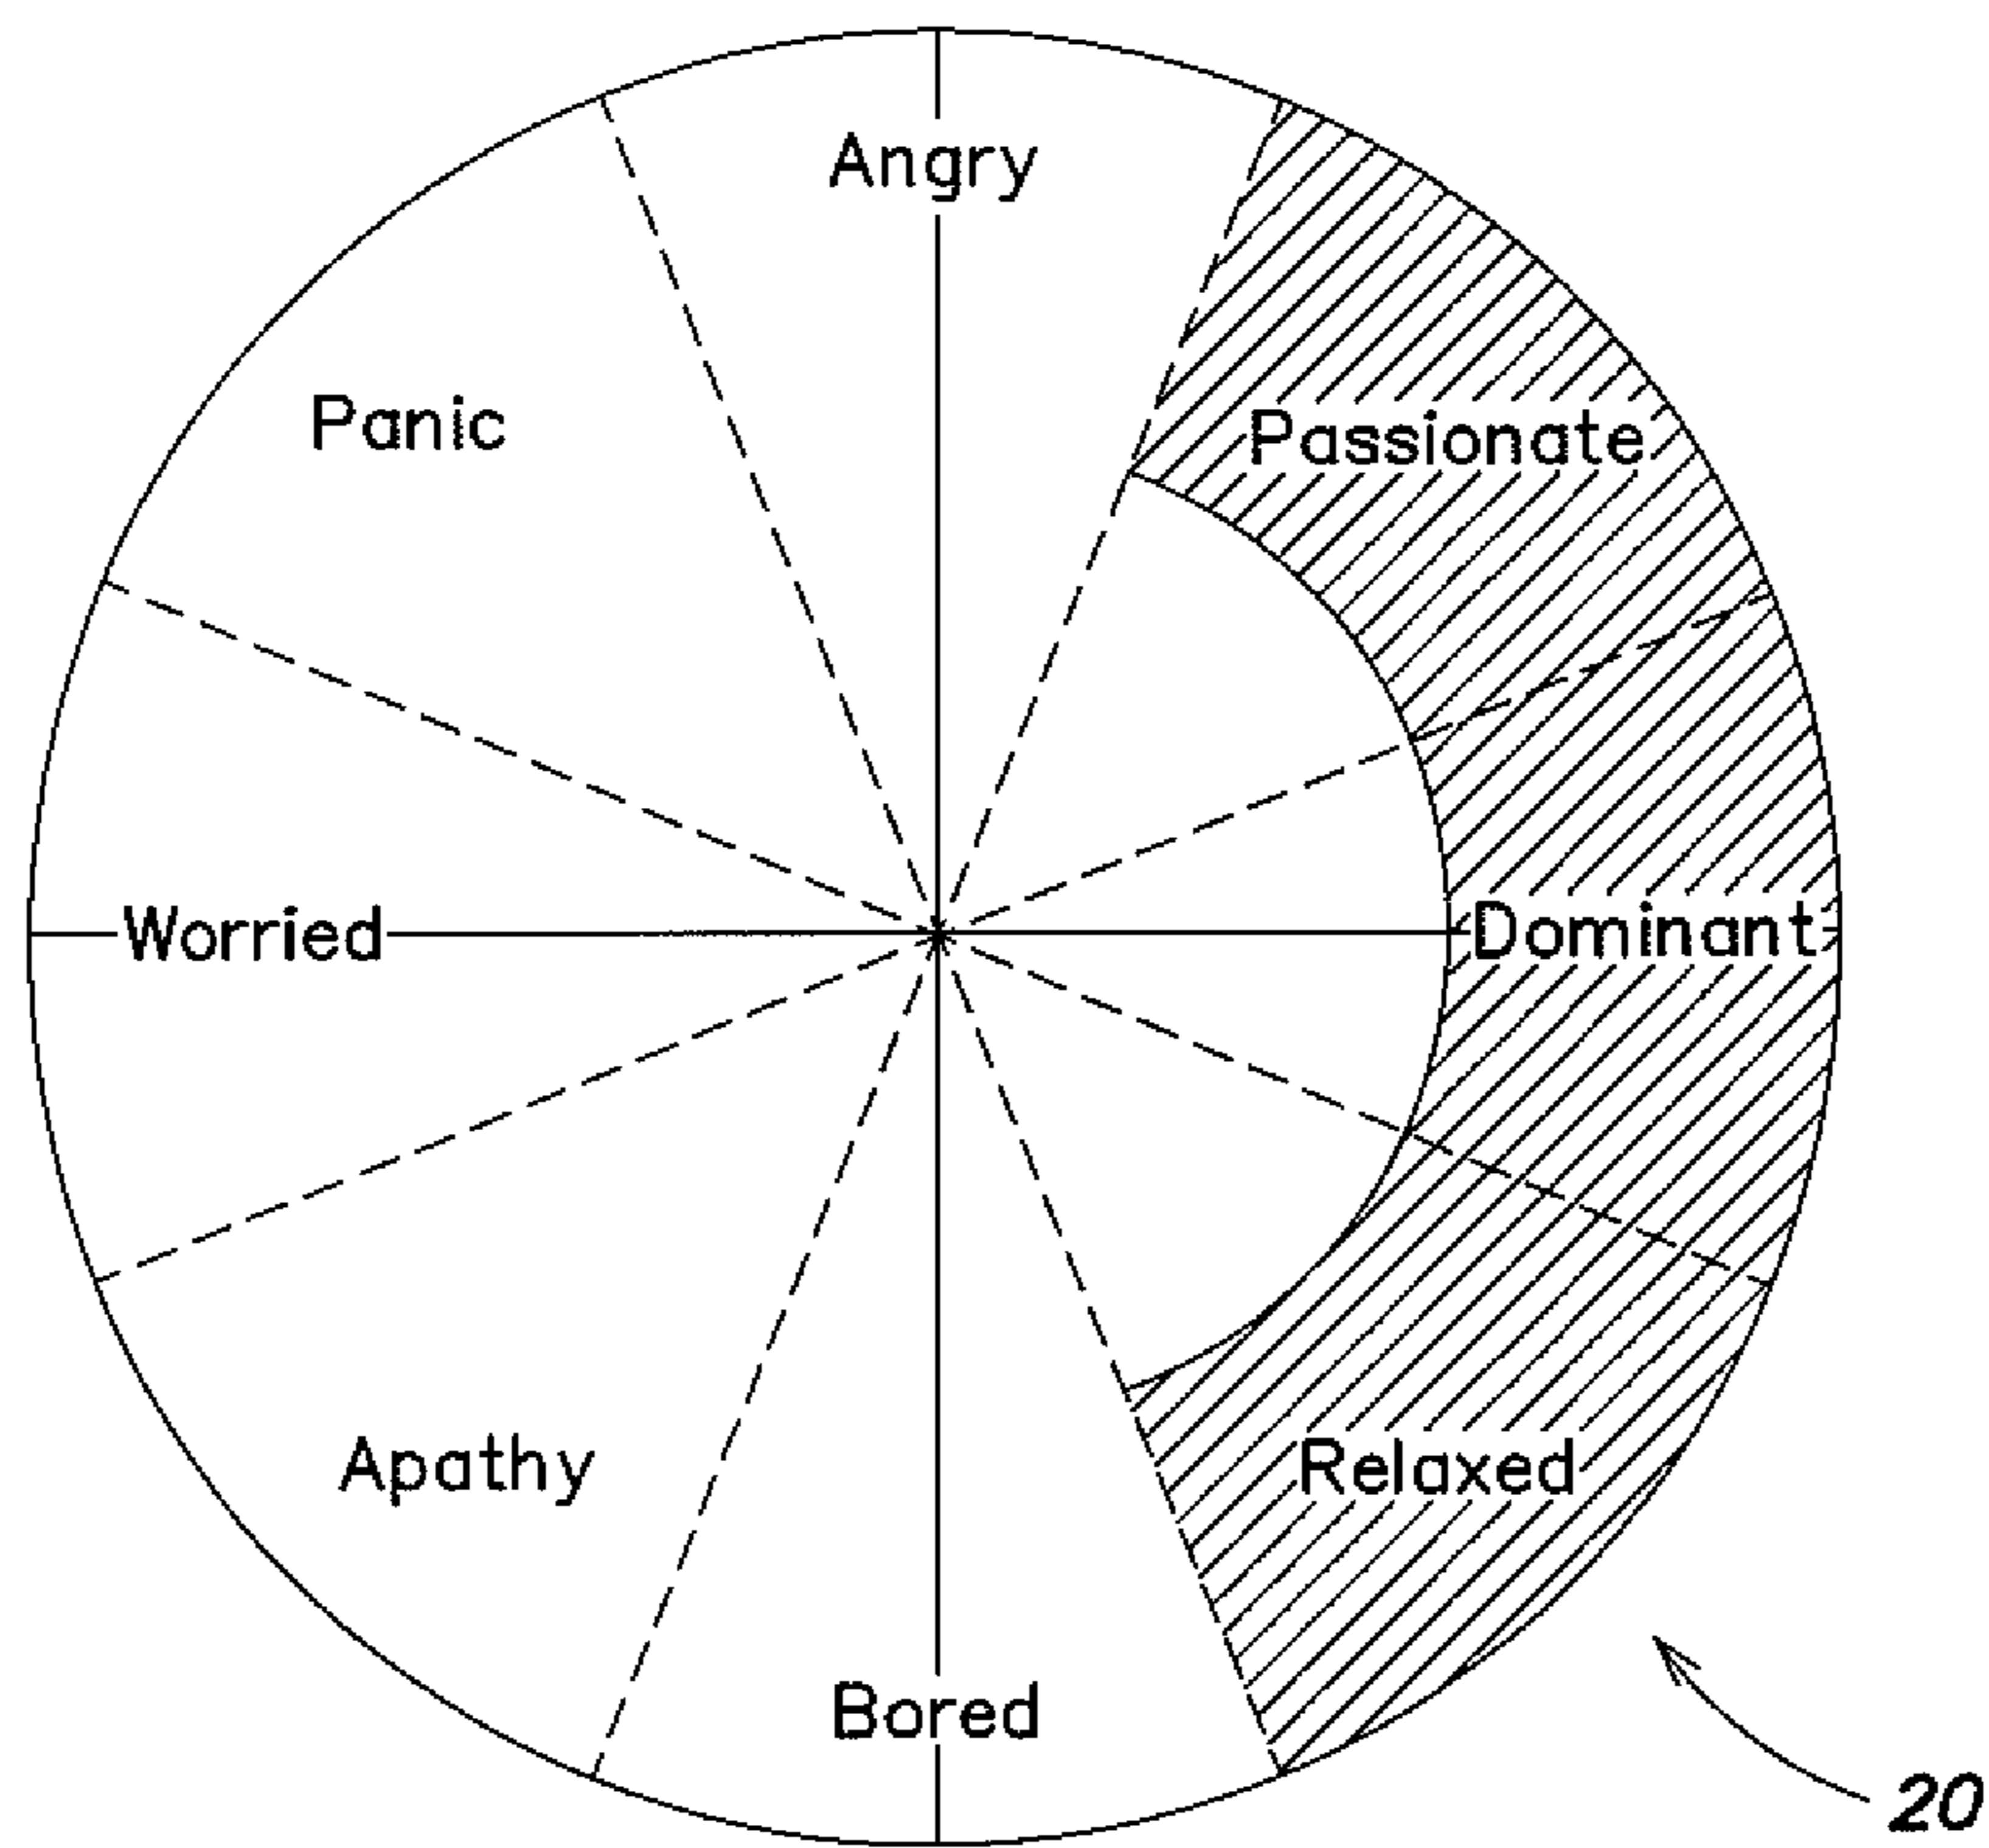 Angry
Panic
Passionate
Worried
Dominant
Apathy
Relaxed
Bored
20